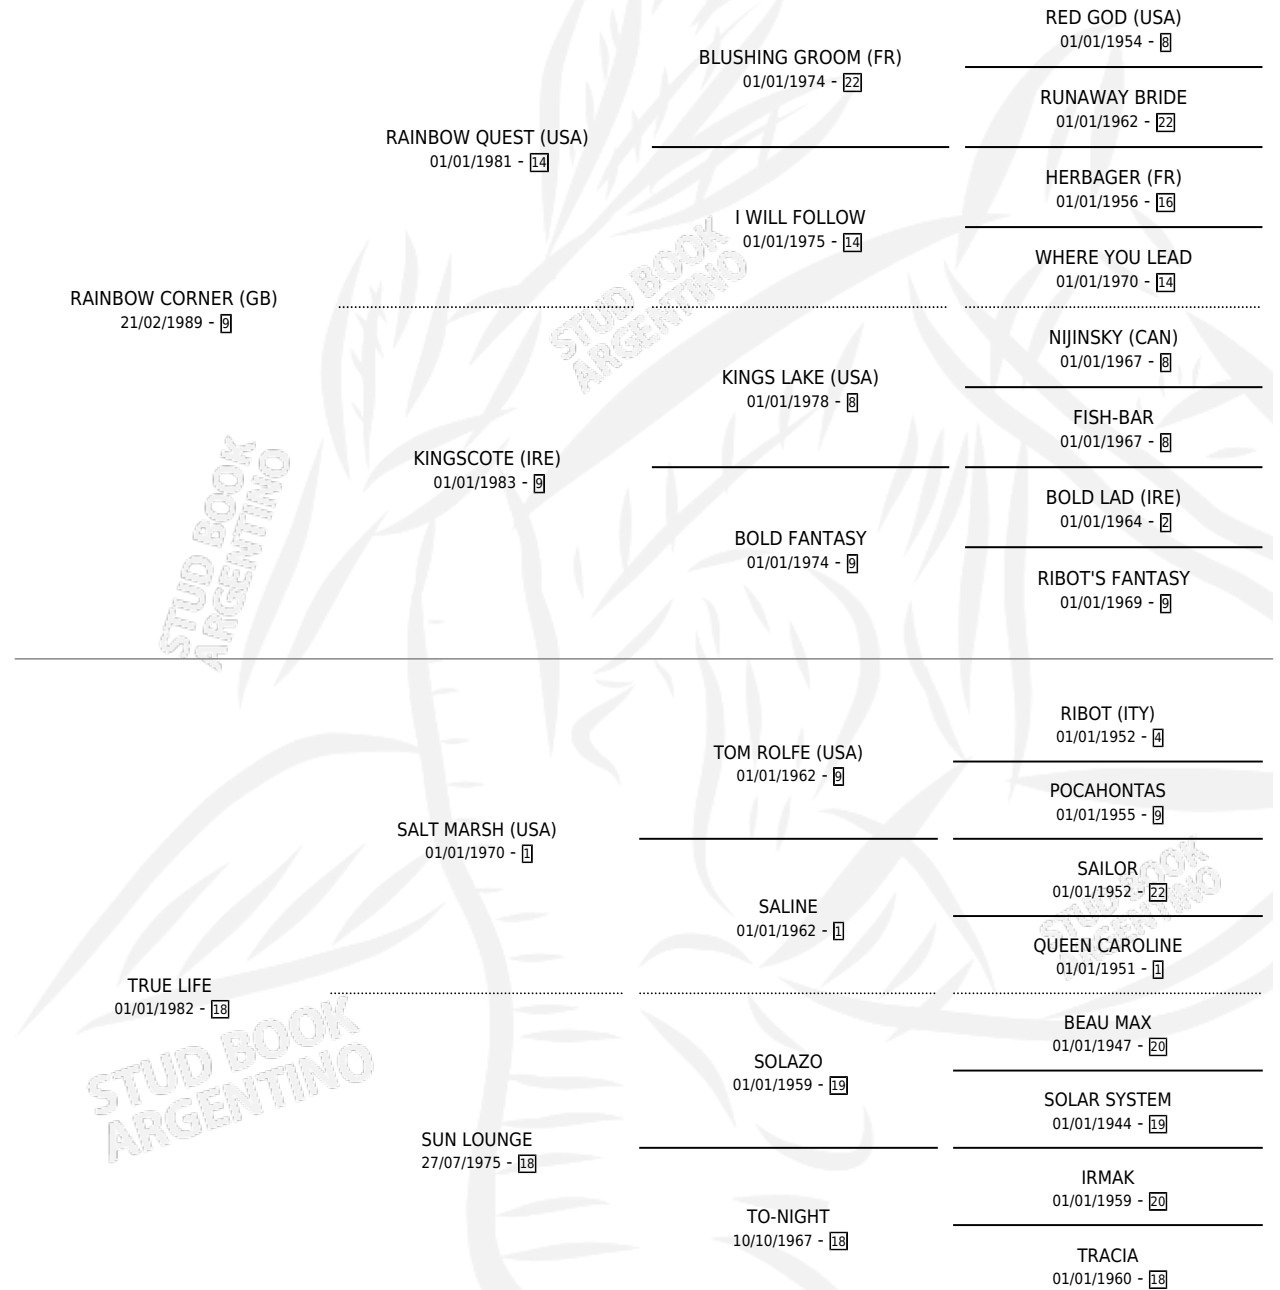 RED GOD (USA)
01/01/1954 - 8
BLUSHING GROOM (FR)
01/01/1974 - 22
RUNAWAY BRIDE
01/01/1962 - 22
RAINBOW QUEST (USA)
01/01/1981 - 14
HERBAGER (FR)
01/01/1956 - 16
I WILL FOLLOW
01/01/1975 - 14
WHERE YOU LEAD
01/01/1970 - 14
RAINBOW CORNER (GB)
21/02/1989 - 9
NIJINSKY (CAN)
01/01/1967 - 8
KINGS LAKE (USA)
01/01/1978 - 8
FISH-BAR
01/01/1967 - 8
KINGSCOTE (IRE)
01/01/1983 - 9
BOLD LAD (IRE)
01/01/1964 - 2
BOLD FANTASY
01/01/1974 - 9
RIBOT'S FANTASY
01/01/1969 - 9
RIBOT (ITY)
01/01/1952 - 4
TOM ROLFE (USA)
01/01/1962 - 9
POCAHONTAS
01/01/1955 - 9
SALT MARSH (USA)
01/01/1970 - 1
SAILOR
01/01/1952 - 22
SALINE
01/01/1962 - 1
QUEEN CAROLINE
01/01/1951 - 1
TRUE LIFE
01/01/1982 - 18
BEAU MAX
01/01/1947 - 20
SOLAZO
01/01/1959 - 19
SOLAR SYSTEM
01/01/1944 - 19
SUN LOUNGE
27/07/1975 - 18
IRMAK
01/01/1959 - 20
TO-NIGHT
10/10/1967 - 18
TRACIA
01/01/1960 - 18
STUD BOOK
ARGENTINO
STUD BOOK
ARGENTINO
STUD BOOK
ARGENTINO
STUD BOOK
ARGENTINO